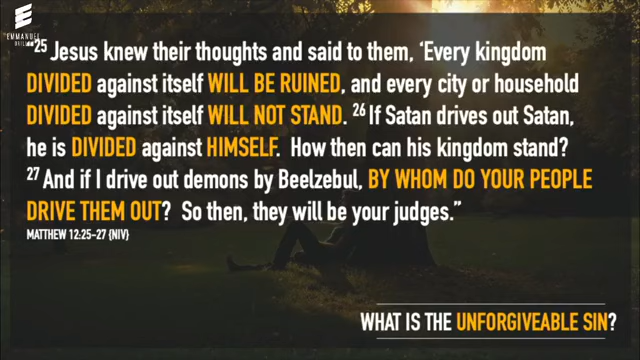 EMMANUEL
"25 Jesus knew their thoughts and said to them, 'Every kingdom
DIVIDED against itself WILL BE RUINED, and every city or household
DIVIDED against itself WILL NOT STAND. 26 If Satan drives out Satan,
he is DIVIDED against HIMSELF. How then can his kingdom stand?
27 And if I drive out demons by Beelzebul, BY WHOM DO YOUR PEOPLE
DRIVE THEM OUT? So then, they will be your judges."
MATTHEW 12:25-27 {NIV}
WHAT IS THE UNFORGIVEABLE SIN?